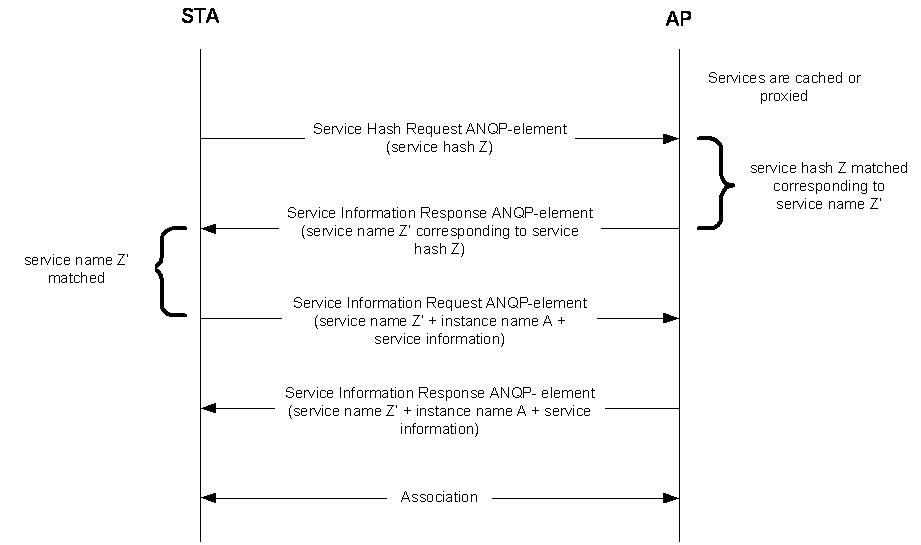 STA
AP
Services are cached or
proxied
Service Hash Request ANQP-element
(service hash Z)
service hash Z matched
corresponding to
service name Z'
Service Information Response ANQP-element
(service name Z' corresponding to service
hash Z)
service name Z'
matched
Service Information Request ANQP-element
(service name Z' + instance name A +
service information)
Service Information Response ANQP- element
(service name Z' + instance name A + service
information)
Association